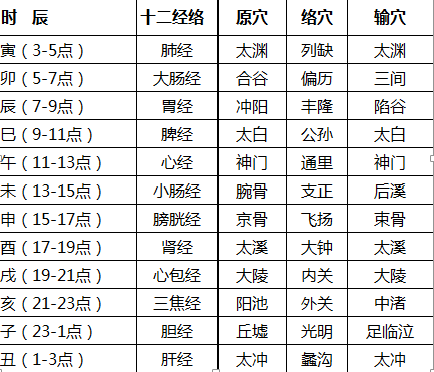 时 辰 十二经络 原穴 络穴 输穴
寅（3-5点） 肺经 太渊 列缺 太渊
卯（5-7点） 大肠经 合谷 偏历 三间
辰（7-9点） 胃经 冲阳 丰隆 陷谷
巳（9-11点） 脾经 太白 公孙 太白
午（11-13点） 心经 神门 通里 神门
未（13-15点） 小肠经 腕骨 支正 后溪
申（15-17点） 膀胱经 京骨 飞扬 束骨
酉（17-19点） 肾经 太溪 大钟 太溪
戌（19-21点） 心包经 大陵 内关 大陵
亥（21-23点） 三焦经 阳池 外关 中渚
子（23-1点） 胆经 丘墟 光明 足临泣
丑（1-3点） 肝经 太冲 蠡沟 太冲